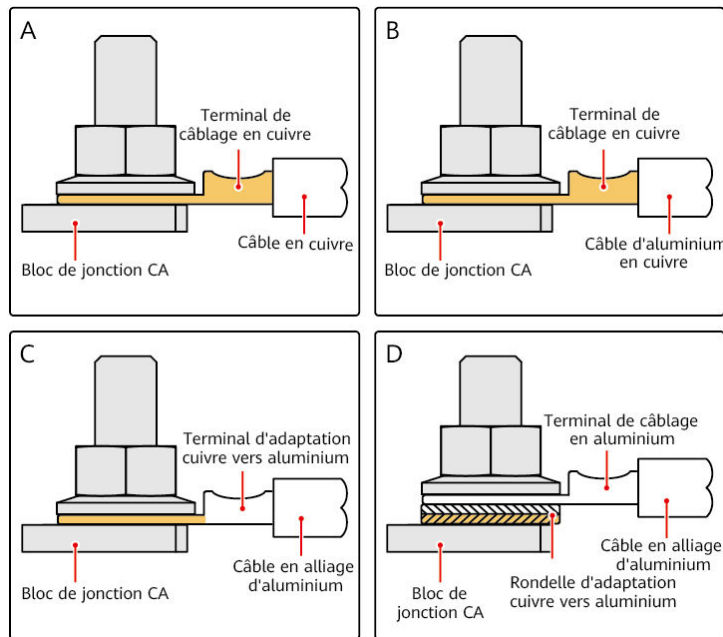 A
Terminal de
câblage en cuivre
Câble en cuivre
Bloc de jonction CA
B
Terminal de
câblage en cuivre
Câble d'aluminium
en cuivre
Bloc de jonction CA
C
Terminal d'adaptation
cuivre vers aluminium
Câble en alliage
d'aluminium
Bloc de jonction CA
D
Terminal de câblage
en aluminium
Câble en alliage
d'aluminium
Rondelle d'adaptation
cuivre vers aluminium
Bloc de
jonction CA